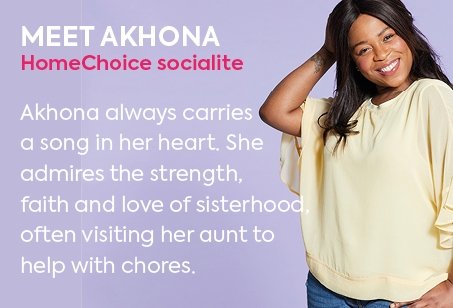 MEET AKHONA
HomeChoice socialite
Akhona always carries
a song in her heart. She
admires the strength,
faith and love of sisterhood,
often visiting her aunt to
help with chores.